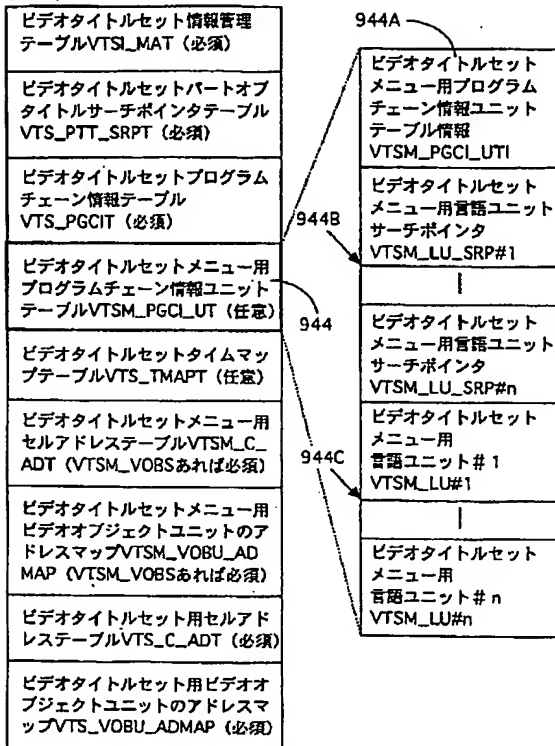 ビデオタイトルセット情報管理
テーブルVTSI_MAT（必須）
ビデオタイトルセットパートオブ
タイトルサーチポインタテーブル
VTS_PTT_SRPT（必須）
ビデオタイトルセットプログラム
チェーン情報テーブル
VTS_PGCIT（必須）
ビデオタイトルセットメニュー用
プログラムチェーン情報ユニット
テーブルVTSM_PGCI_UT（任意）
ビデオタイトルセットタイムマッ
プテーブルVTS_TMAPT（任意）
ビデオタイトルセットメニュー用
セルアドレステーブルVTSM_C_
ADT（VTSM_VOBSあれば必須）
ビデオタイトルセットメニュー用
ビデオオブジェクトユニットのア
ドレスマップVTSM_VOBU_AD
MAP（VTSM_VOBSあれば必須）
ビデオタイトルセット用セルアド
レステーブルVTS_C_ADT（必須）
ビデオタイトルセット用ビデオオ
ブジェクトユニットのアドレスマ
ップVTS_VOBU_ADMAP（必須）
944
944A
ビデオタイトルセット
メニュー用プログラム
チェーン情報ユニット
テーブル情報
VTSM_PGCI_UTI
944B
ビデオタイトルセット
メニュー用言語ユニット
サーチポインタ
VTSM_LU_SRP#1
ビデオタイトルセット
メニュー用言語ユニット
サーチポインタ
VTSM_LU_SRP#n
944C
ビデオタイトルセット
メニュー用
言語ユニット＃1
VTSM_LU#1
ビデオタイトルセット
メニュー用
言語ユニット＃n
VTSM_LU#n